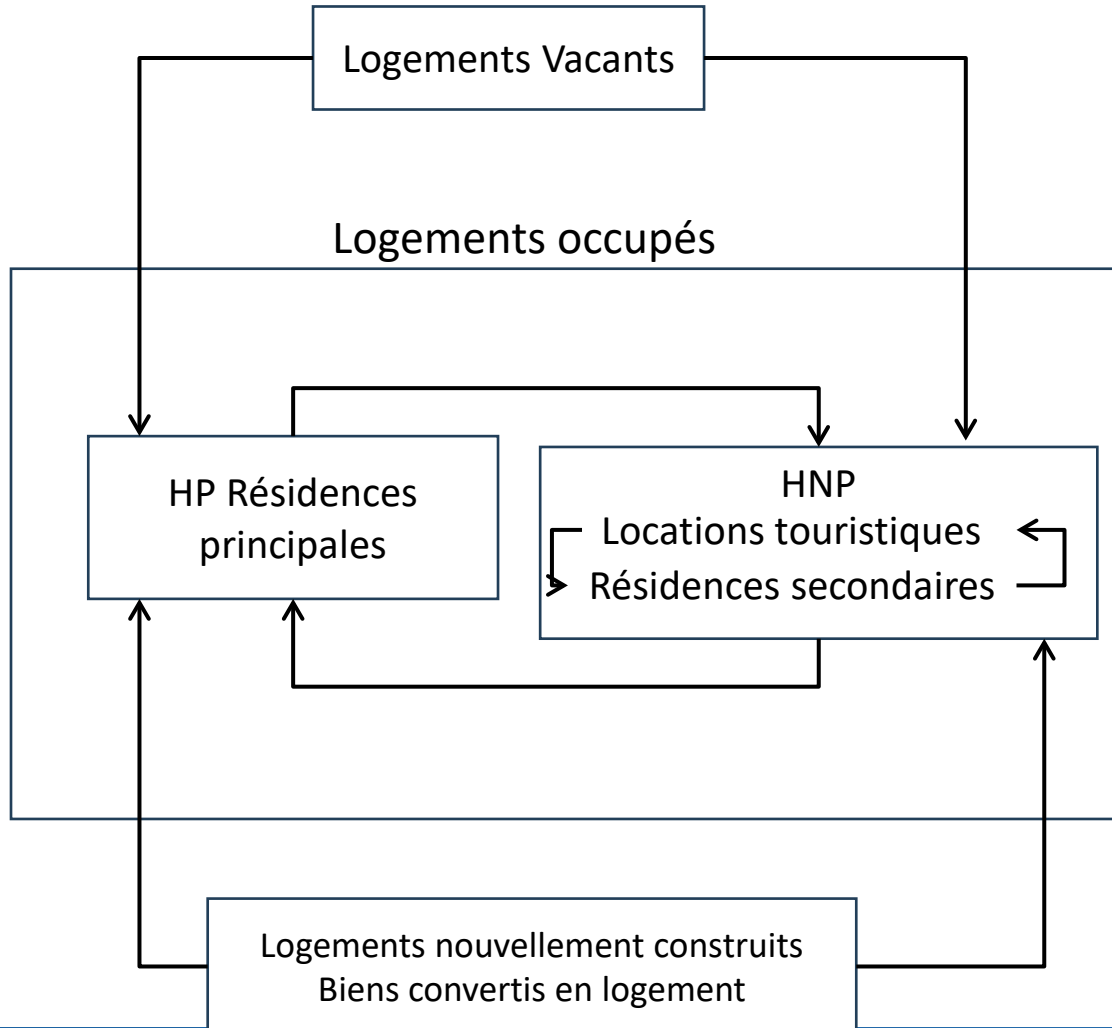 Logements Vacants
Logements occupés
HP Résidences
principales
HNP
Locations touristiques
Résidences secondaires
Logements nouvellement construits
Biens convertis en logement